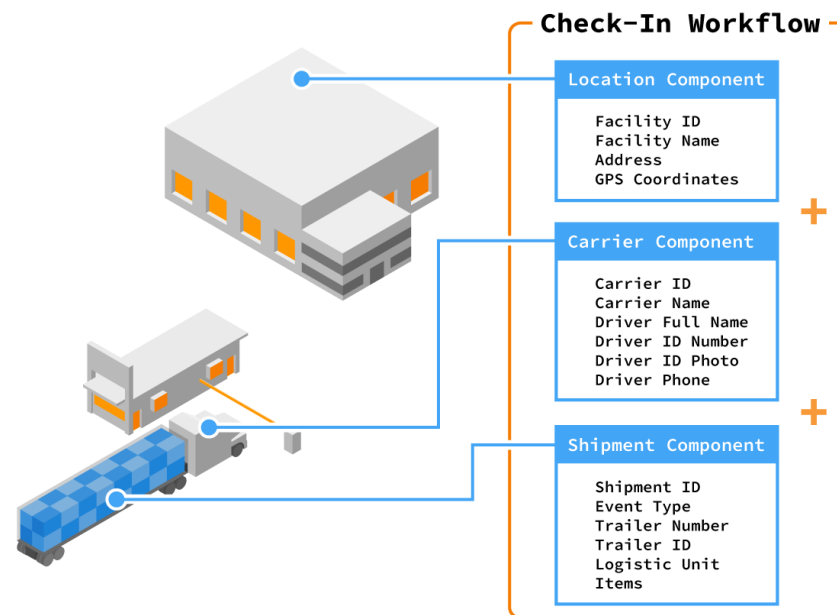 Check-In Workflow
Location Component
Facility ID
Facility Name
Address
GPS Coordinates
+
Carrier Component
Carrier ID
Carrier Name
Driver Full Name
Driver ID Number
Driver ID Photo
Driver Phone
+
Shipment Component
Shipment ID
Event Type
Trailer Number
Trailer ID
Logistic Unit
Items